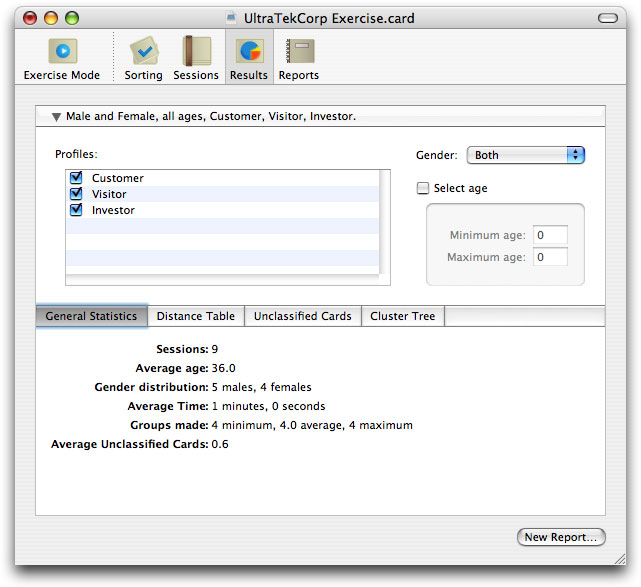 UltraTekCorp Exercise.card
Exercise Mode Sorting Sessions Results Reports
Male and Female, all ages, Customer, Visitor, Investor.
Profiles:
Gender: Both
Customer
Visitor
Investor
Select age
Minimum age: 0
Maximum age: 0
General Statistics Distance Table Unclassified Cards Cluster Tree
Sessions: 9
Average age: 36.0
Gender distribution: 5 males, 4 females
Average Time: 1 minutes, 0 seconds
Groups made: 4 minimum, 4.0 average, 4 maximum
Average Unclassified Cards: 0.6
New Report...